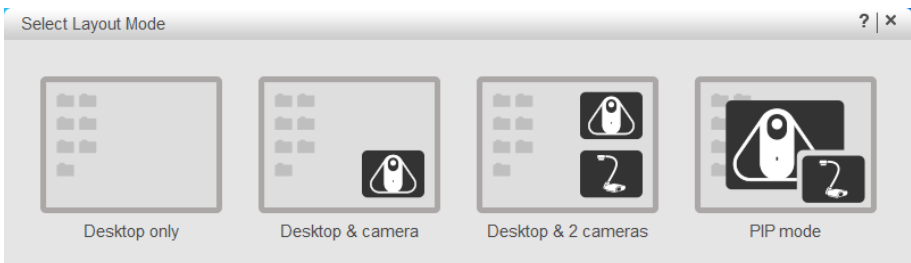 Select Layout Mode ? | ×
Desktop only Desktop & camera Desktop & 2 cameras PIP mode